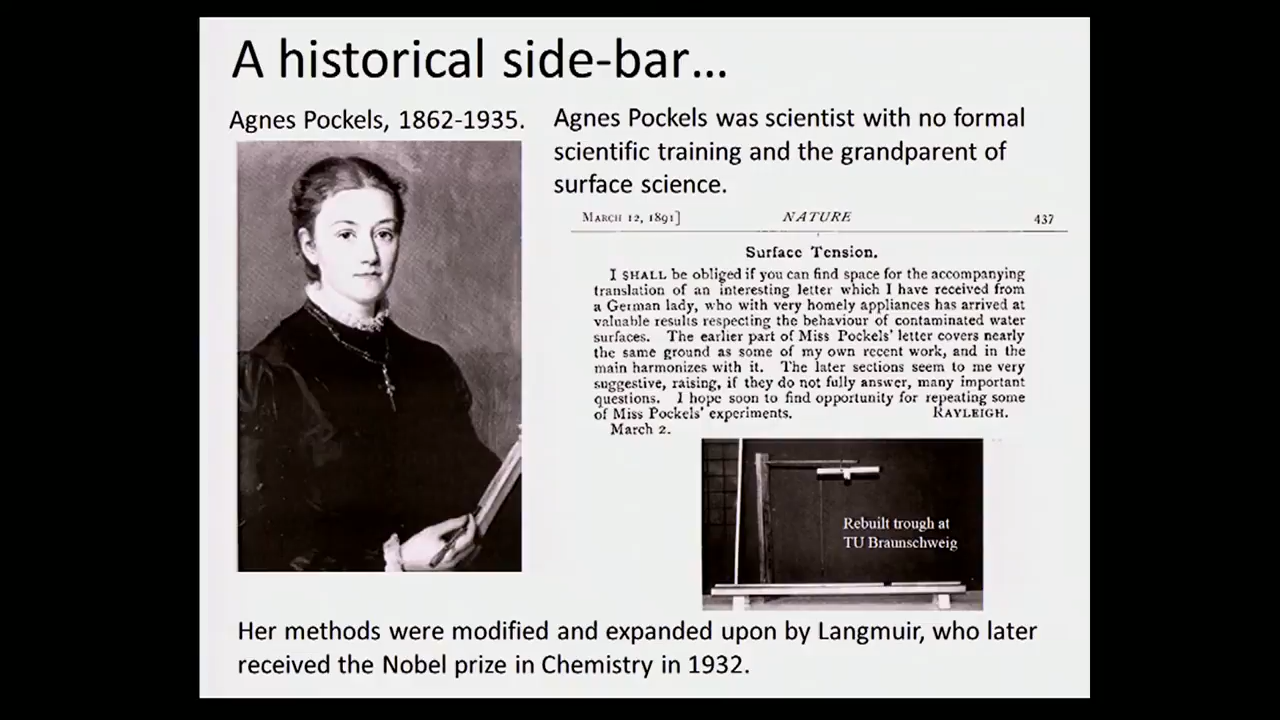 A historical side-bar...
Agnes Pockels, 1862-1935.
Agnes Pockels was scientist with no formal
scientific training and the grandparent of
surface science.
MARCH 12, 1891]
NATURE
437
Surface Tension.
I SHALL be obliged if you can find space for the accompanying
translation of an interesting letter which I have received from
a German lady, who with very homely appliances has arrived at
valuable results respecting the behaviour of contaminated water
surfaces. The earlier part of Miss Pockels' letter covers nearly
the same ground as some of my own recent work, and in the
main harmonizes with it. The later sections seem to me very
suggestive, raising, if they do not fully answer, many important
questions. I hope soon to find opportunity for repeating some
of Miss Pockels' experiments. RAYLEIGH.
March 2.
Rebuilt trough at
TU Braunschweig
Her methods were modified and expanded upon by Langmuir, who later
received the Nobel prize in Chemistry in 1932.